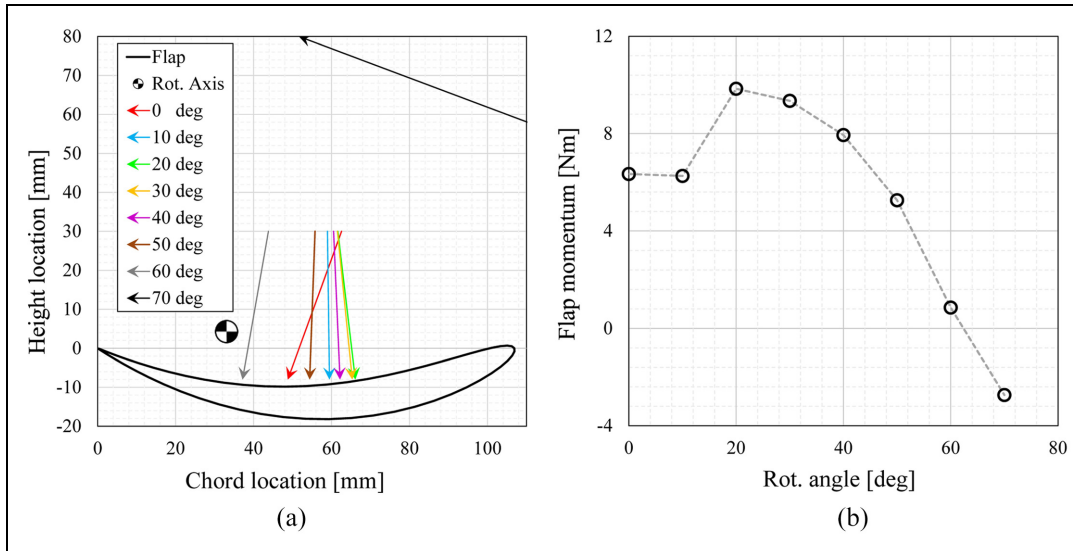 80
70
60
50
40
30
20
10
0
-10
-20
Height location [mm]
Flap
Rot. Axis
0 deg
10 deg
20 deg
30 deg
40 deg
50 deg
60 deg
70 deg
0 20 40 60 80 100
Chord location [mm]
(a)
12
8
4
0
-4
Flap momentum [Nm]
0 20 40 60 80
Rot. angle [deg]
(b)